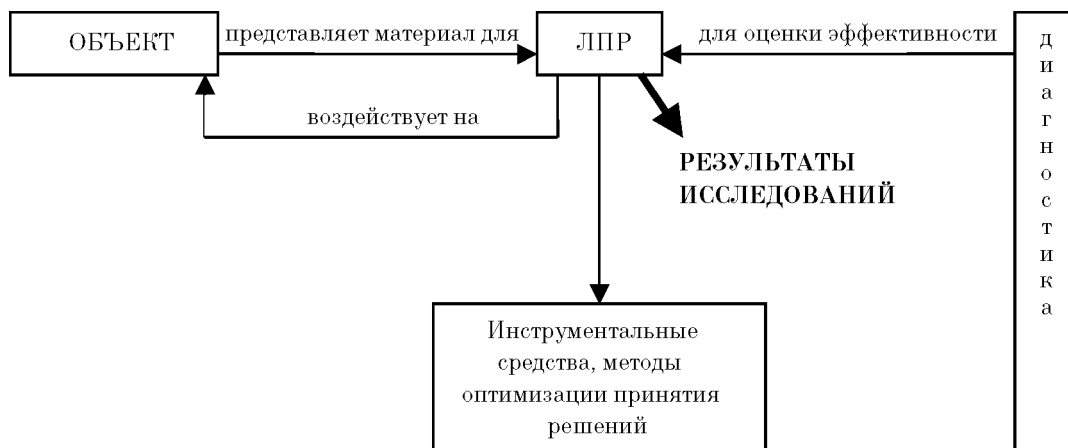 ОБЪЕКТ
представляет материал для
ЛПР
для оценки эффективности
воздействует на
РЕЗУЛЬТАТЫ
ИССЛЕДОВАНИЙ
Инструментальные
средства, методы
оптимизации принятия
решений
д
и
а
г
н
о
с
т
и
к
а